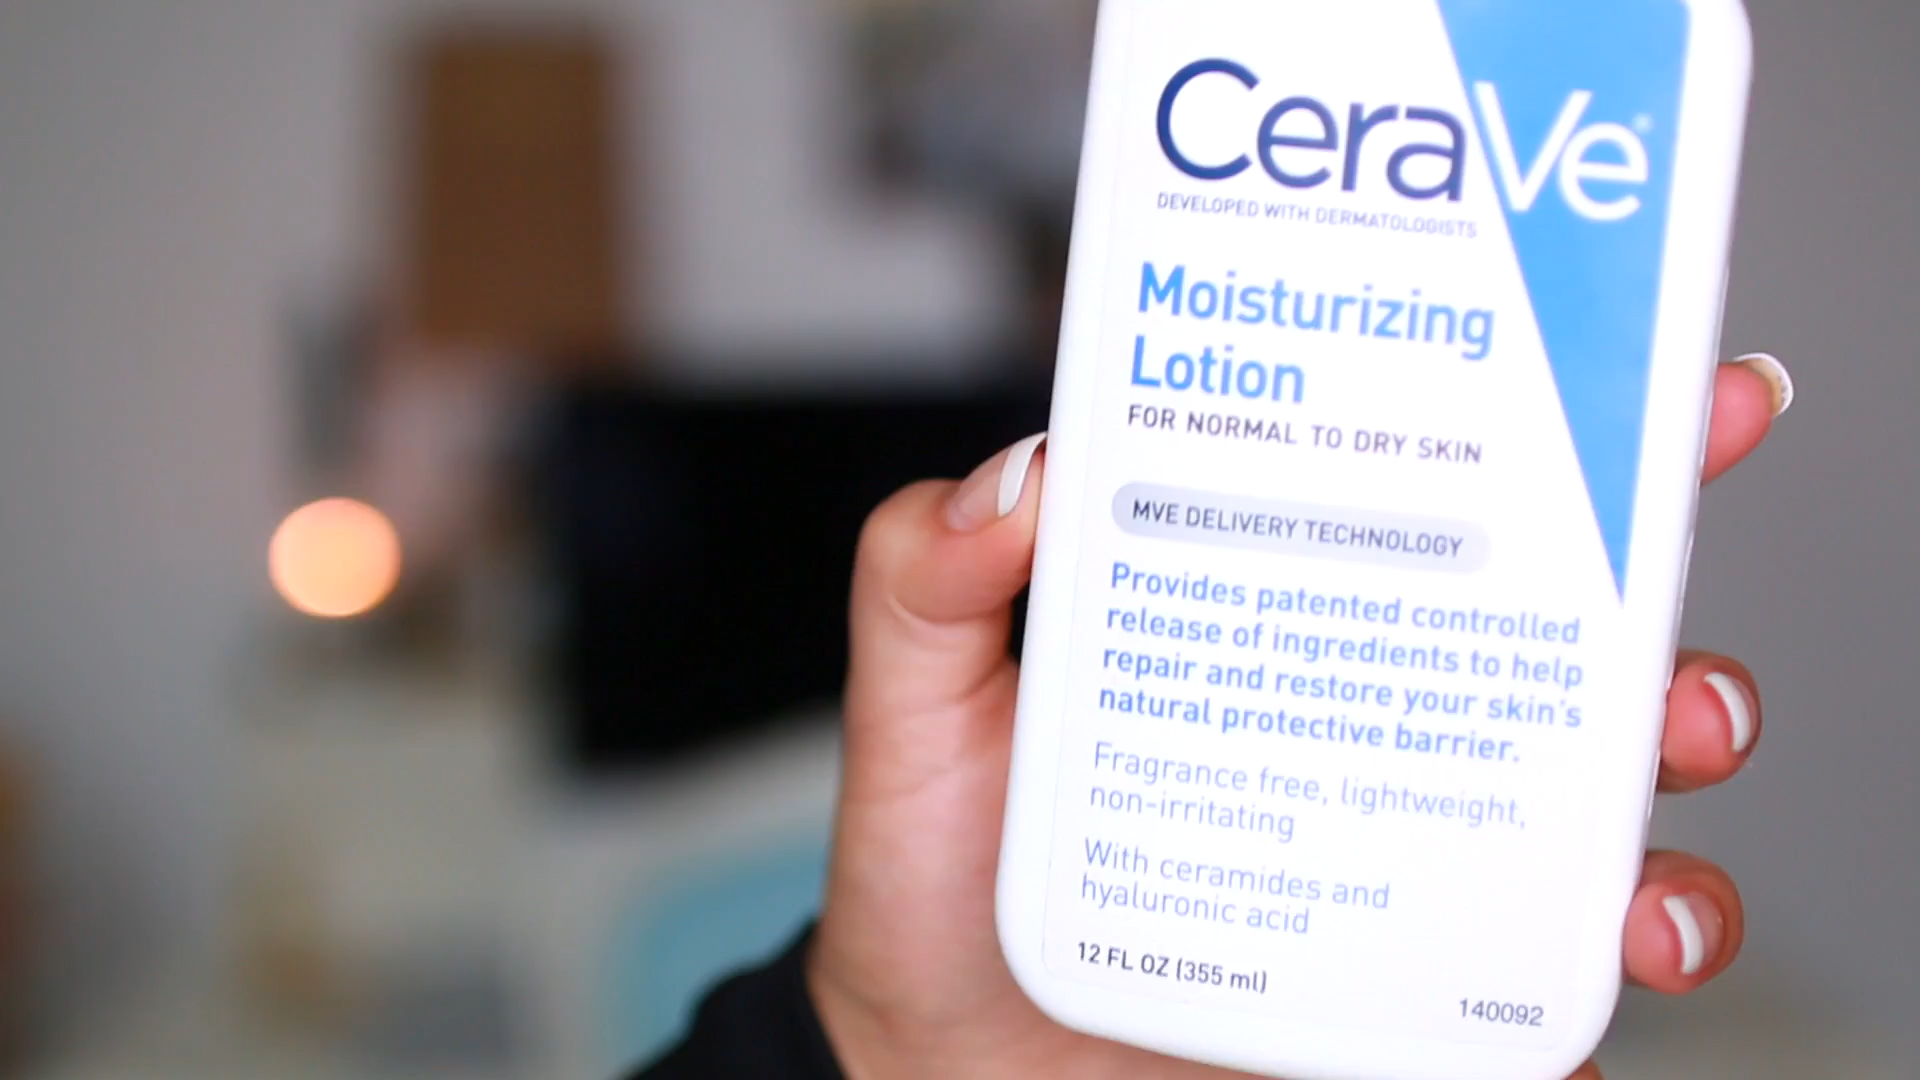 CeraVe®
DEVELOPED WITH DERMATOLOGISTS
Moisturizing
Lotion
FOR NORMAL TO DRY SKIN
MVE DELIVERY TECHNOLOGY
Provides patented controlled
release of ingredients to help
repair and restore your skin's
natural protective barrier.
Fragrance free, lightweight,
non-irritating
With ceramides and
hyaluronic acid
12 FL OZ (355 ml)
140092